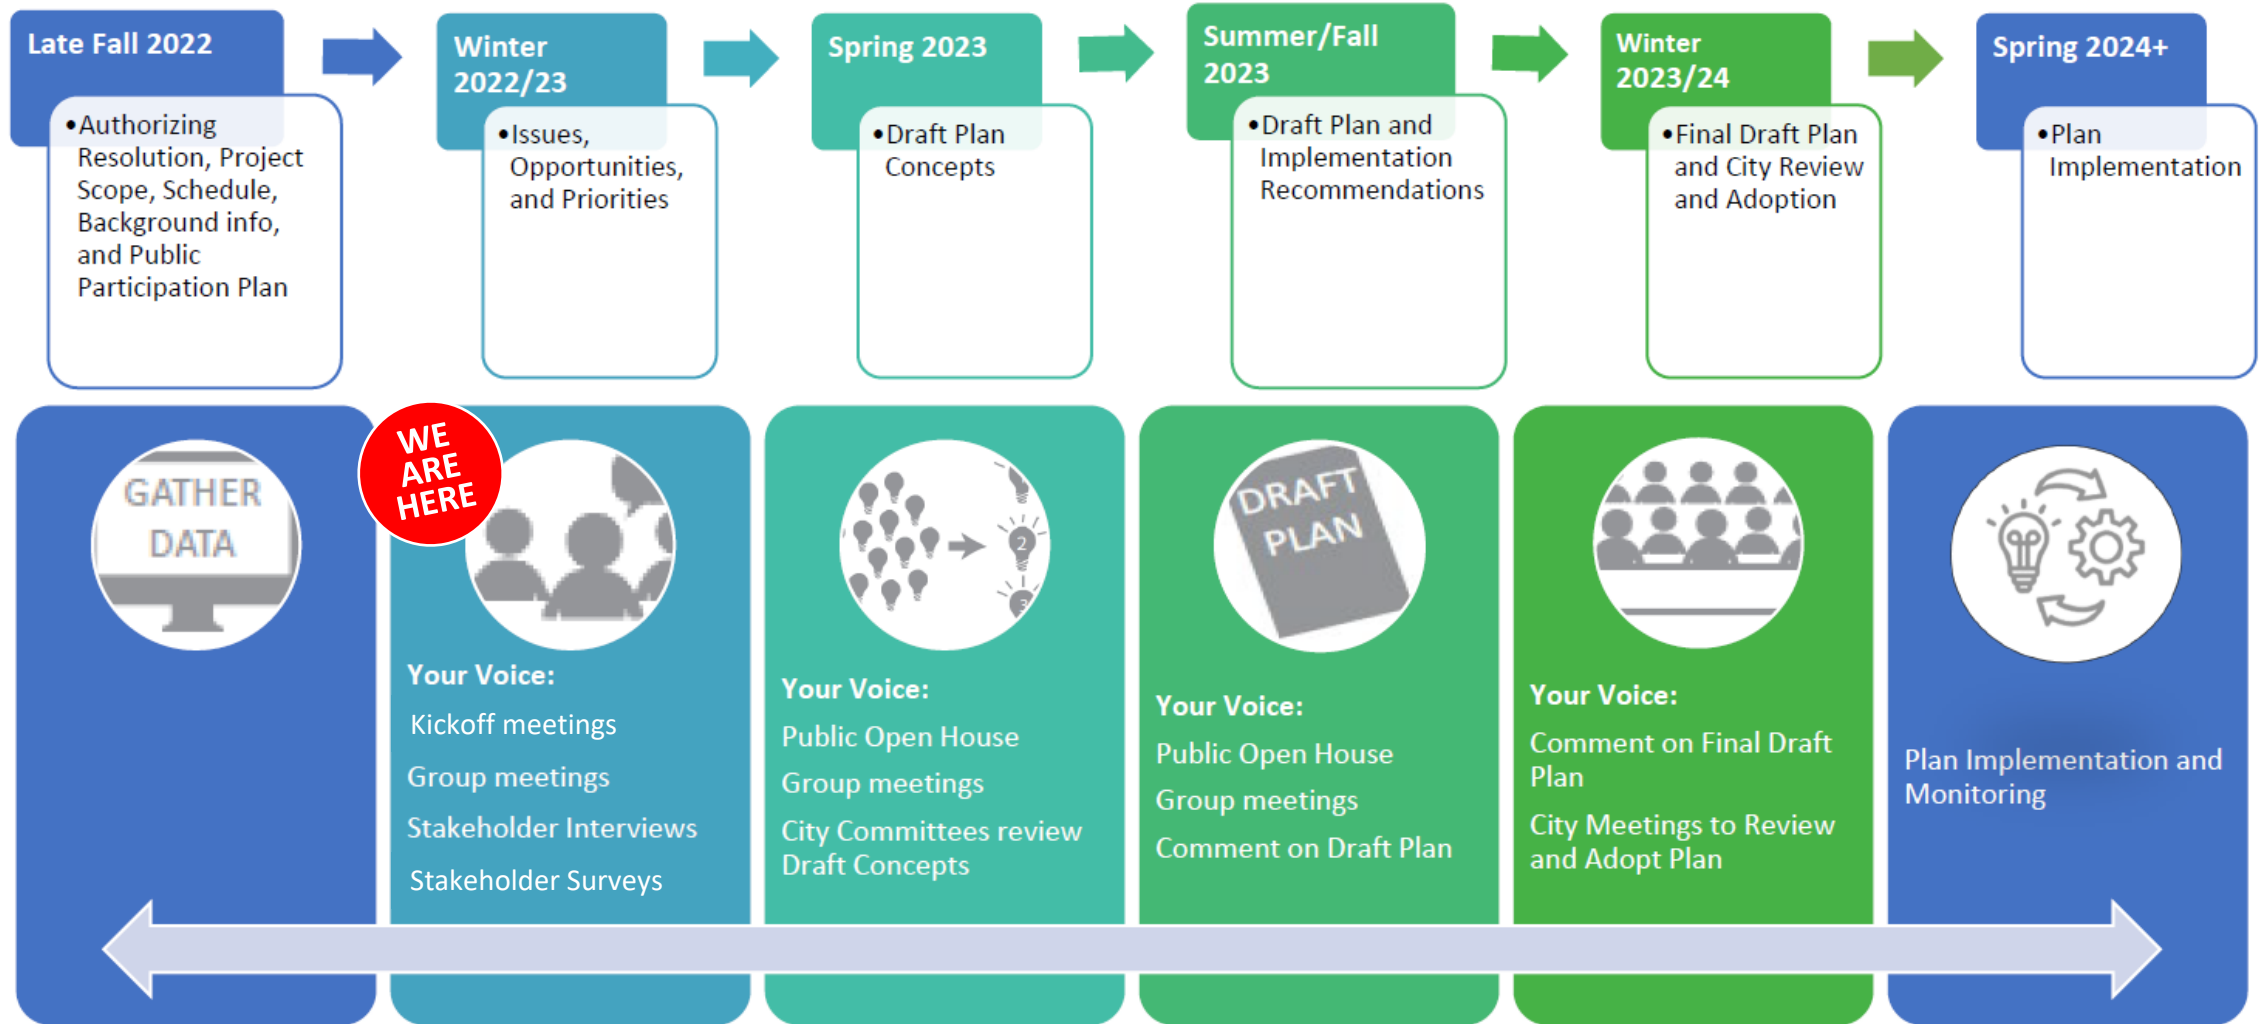 Late Fall 2022
•Authorizing
Resolution, Project
Scope, Schedule,
Background info,
and Public
Participation Plan
Winter
2022/23
•Issues,
Opportunities,
and Priorities
Spring 2023
•Draft Plan
Concepts
Summer/Fall
2023
•Draft Plan and
Implementation
Recommendations
Winter
2023/24
•Final Draft Plan
and City Review
and Adoption
Spring 2024+
•Plan
Implementation
GATHER
DATA
WE
ARE
HERE
Your Voice:
Kickoff meetings
Group meetings
Stakeholder Interviews
Stakeholder Surveys
2
3
Your Voice:
Public Open House
Group meetings
City Committees review
Draft Concepts
DRAFT
PLAN
Your Voice:
Public Open House
Group meetings
Comment on Draft Plan
Your Voice:
Comment on Final Draft
Plan
City Meetings to Review
and Adopt Plan
Plan Implementation and
Monitoring